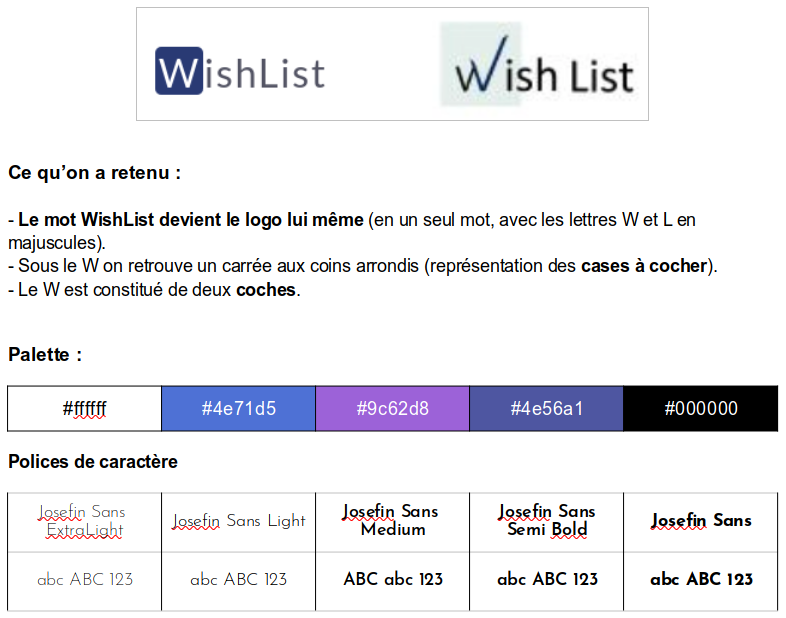 WishList
Wish List
Ce qu’on a retenu :
- Le mot WishList devient le logo lui même (en un seul mot, avec les lettres W et L en
majuscules).
- Sous le W on retrouve un carrée aux coins arrondis (représentation des cases à cocher).
- Le W est constitué de deux coches.
Palette :
#ffffff #4e71d5 #9c62d8 #4e56a1 #000000
Polices de caractère
Josefin Sans ExtraLight
Josefin Sans Light
Josefin Sans Medium
Josefin Sans Semi Bold
Josefin Sans
abc ABC 123 abc ABC 123 ABC abc 123 abc ABC 123 abc ABC 123